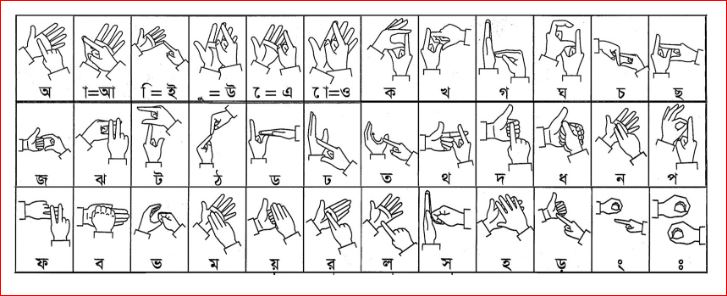 অ া=আ ি=ই ু=উ ে=এ ো=ও ক খ গ ঘ চ ছ
জ ঝ ট ঠ ড ঢ ত থ দ ধ ন প
ফ ব ভ ম য় র ল স হ ড় ং ঃ